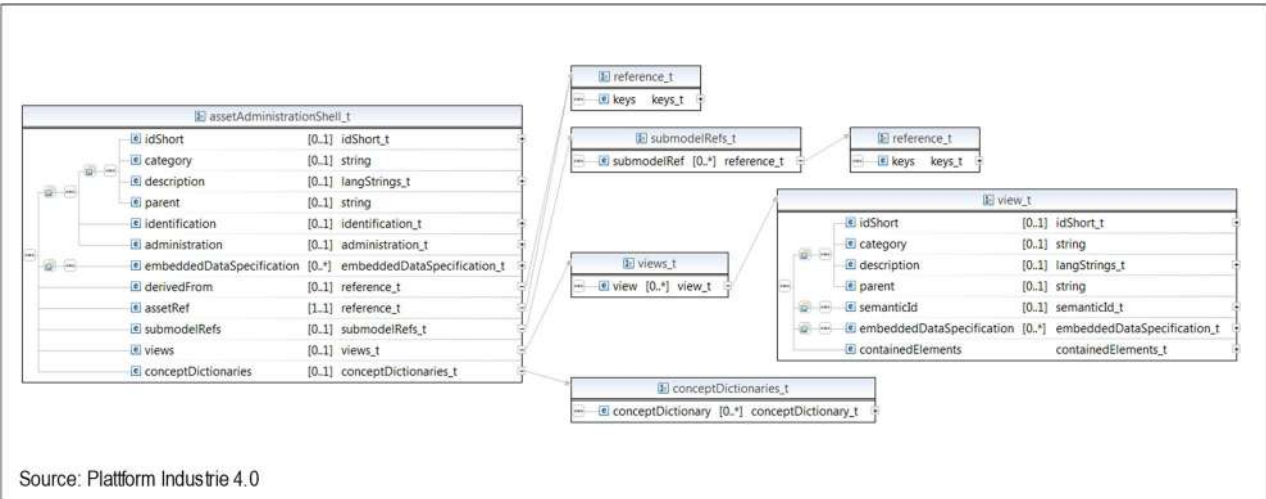 assetAdministrationShell_t
idShort [0..1] idShort_t
category [0..1] string
description [0..1] langStrings_t
parent [0..1] string
identification [0..1] identification_t
administration [0..1] administration_t
embeddedDataSpecification [0..*] embeddedDataSpecification_t
derivedFrom [0..1] reference_t
assetRef [1..1] reference_t
submodelRefs [0..1] submodelRefs_t
views [0..1] views_t
conceptDictionaries [0..1] conceptDictionaries_t
reference_t
keys keys_t
submodelRefs_t
submodelRef [0..*] reference_t
reference_t
keys keys_t
views_t
view [0..*] view_t
view_t
idShort [0..1] idShort_t
category [0..1] string
description [0..1] langStrings_t
parent [0..1] string
semanticId [0..1] semanticId_t
embeddedDataSpecification [0..*] embeddedDataSpecification_t
containedElements containedElements_t
conceptDictionaries_t
conceptDictionary [0..*] conceptDictionary_t
Source: Plattform Industrie 4.0